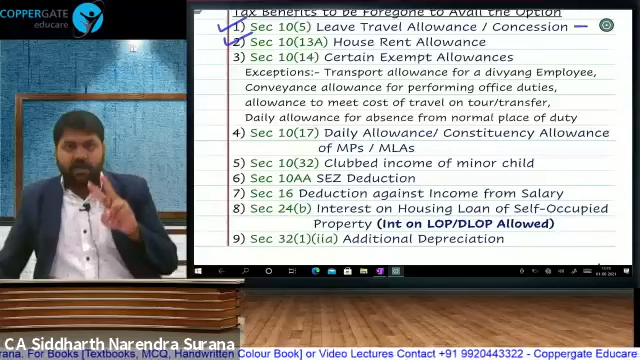 COPPERGATE
EDUCARE
Tax Benefits to be Foregone to Avail the Option
1) Sec 10(5) Leave Travel Allowance / Concession
2) Sec 10(13A) House Rent Allowance
3) Sec 10(14) Certain Exempt Allowances
Exceptions:- Transport allowance for a divyang Employee,
Conveyance allowance for performing office duties,
allowance to meet cost of travel on tour/transfer,
Daily allowance for absence from normal place of duty
4) Sec 10(17) Daily Allowance/ Constituency Allowance
of MPs / MLAs
5) Sec 10(32) Clubbed income of minor child
6) Sec 10AA SEZ Deduction
7) Sec 16 Deduction against Income from Salary
8) Sec 24(b) Interest on Housing Loan of Self-Occupied
Property (Int on LOP/DLOP Allowed)
9) Sec 32(1)(iia) Additional Depreciation
CA Siddharth Narendra Surana
rana. For Books [Textbooks, MCQ, Handwritten Colour Book] or Video Lectures Contact +91 9920443322 - Coppergate Educare